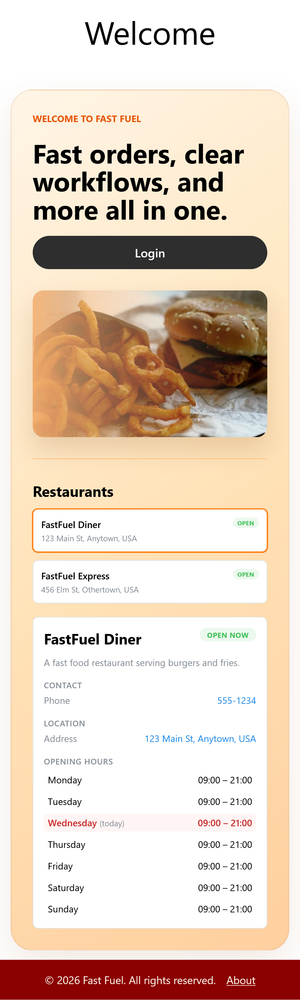 Welcome
WELCOME TO FAST FUEL
Fast orders, clear
workflows, and
more all in one.
Login
Restaurants
FastFuel Diner OPEN
123 Main St, Anytown, USA
FastFuel Express OPEN
456 Elm St, Othertown, USA
FastFuel Diner OPEN NOW
A fast food restaurant serving burgers and fries.
CONTACT
Phone 555-1234
LOCATION
Address 123 Main St, Anytown, USA
OPENING HOURS
Monday 09:00 – 21:00
Tuesday 09:00 – 21:00
Wednesday (today) 09:00 – 21:00
Thursday 09:00 – 21:00
Friday 09:00 – 21:00
Saturday 09:00 – 21:00
Sunday 09:00 – 21:00
© 2026 Fast Fuel. All rights reserved. About